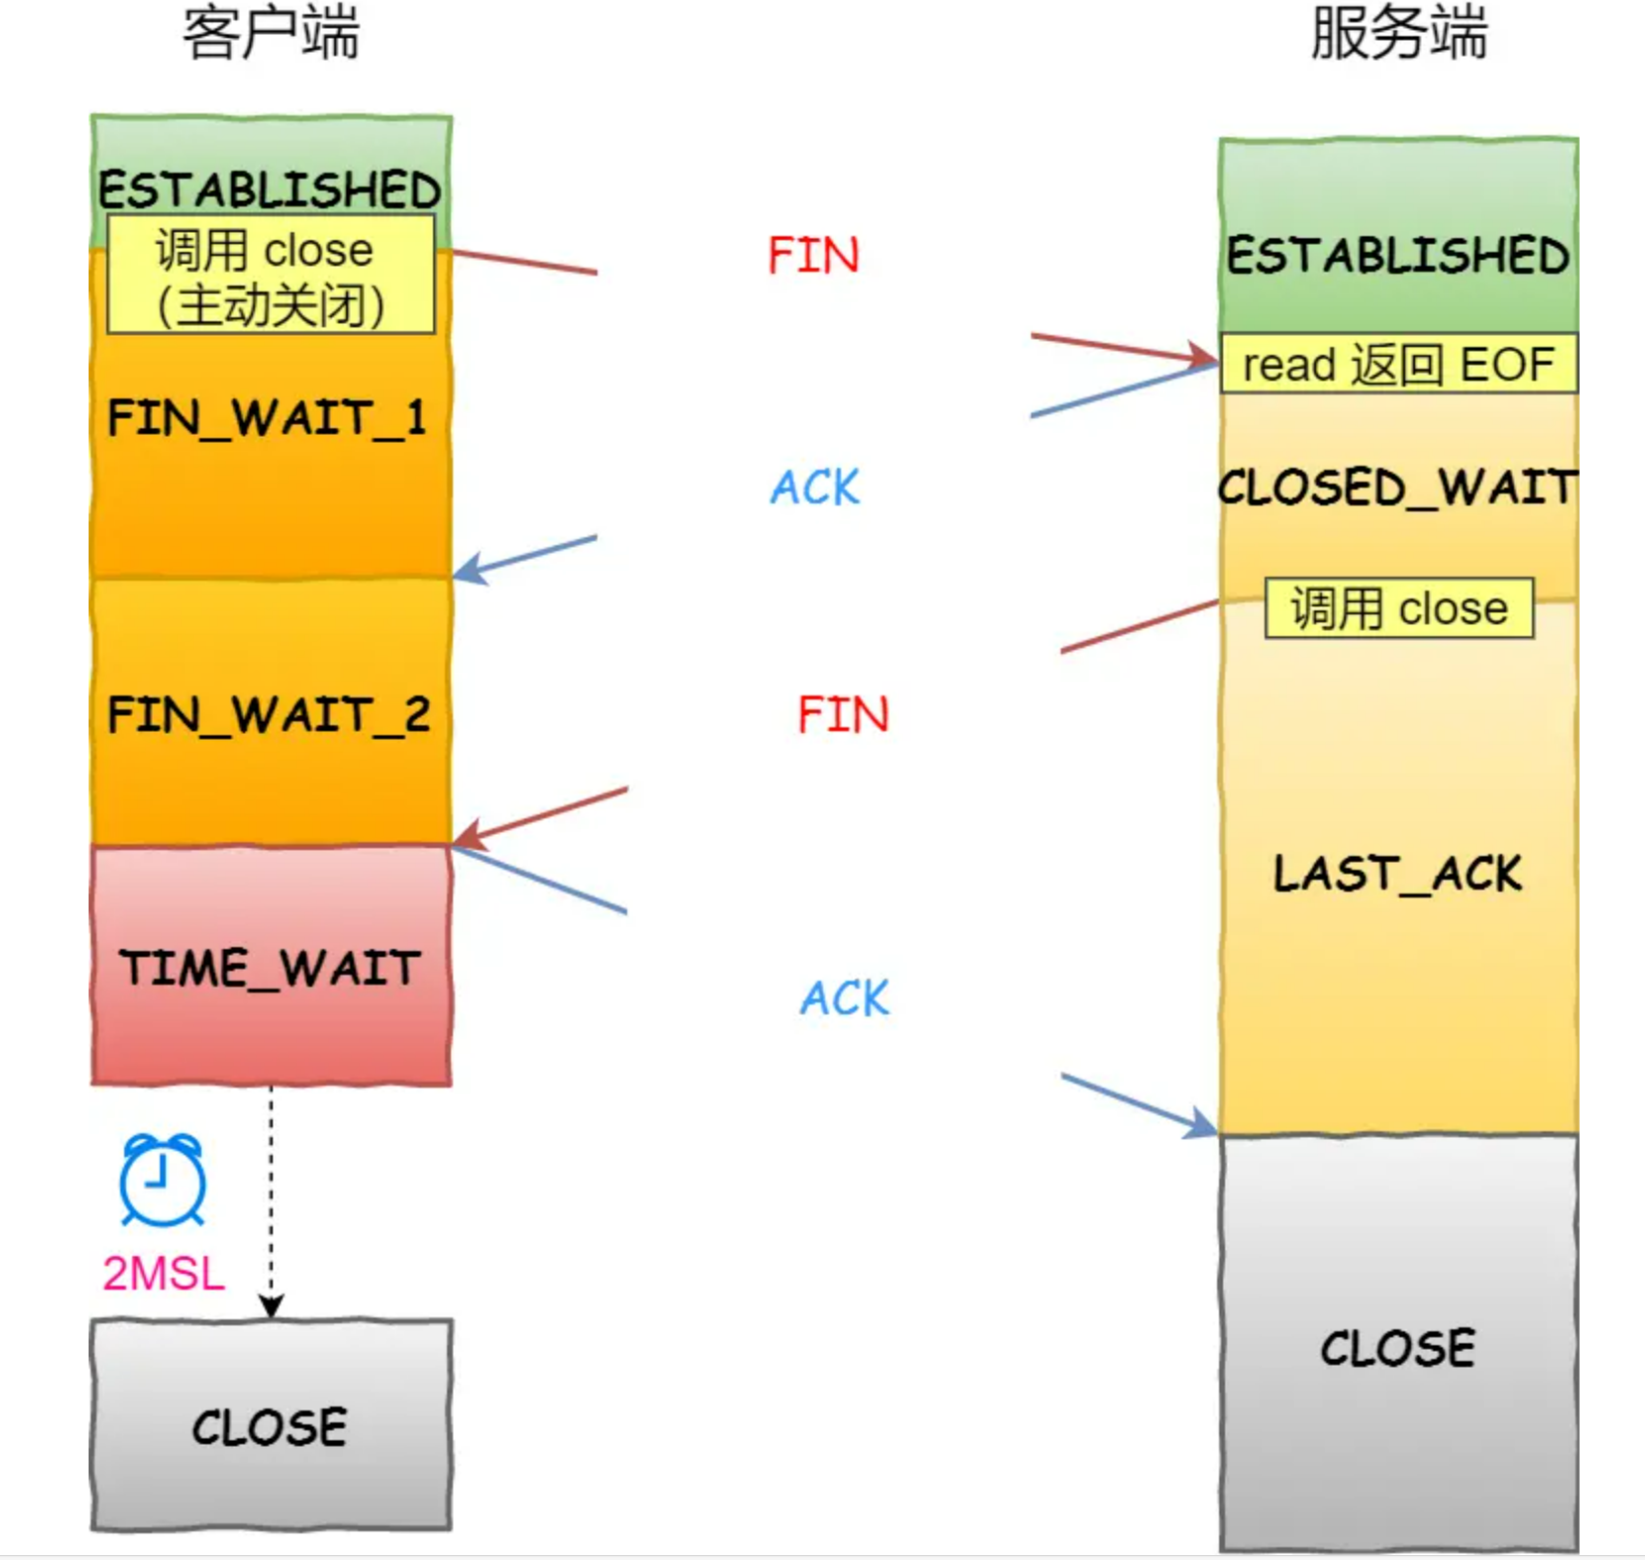 客户端
服务端
ESTABLISHED
调用 close
（主动关闭）
FIN
ESTABLISHED
read 返回 EOF
FIN_WAIT_1
ACK
CLOSED_WAIT
调用 close
FIN_WAIT_2
FIN
LAST_ACK
TIME_WAIT
ACK
2MSL
CLOSE
CLOSE